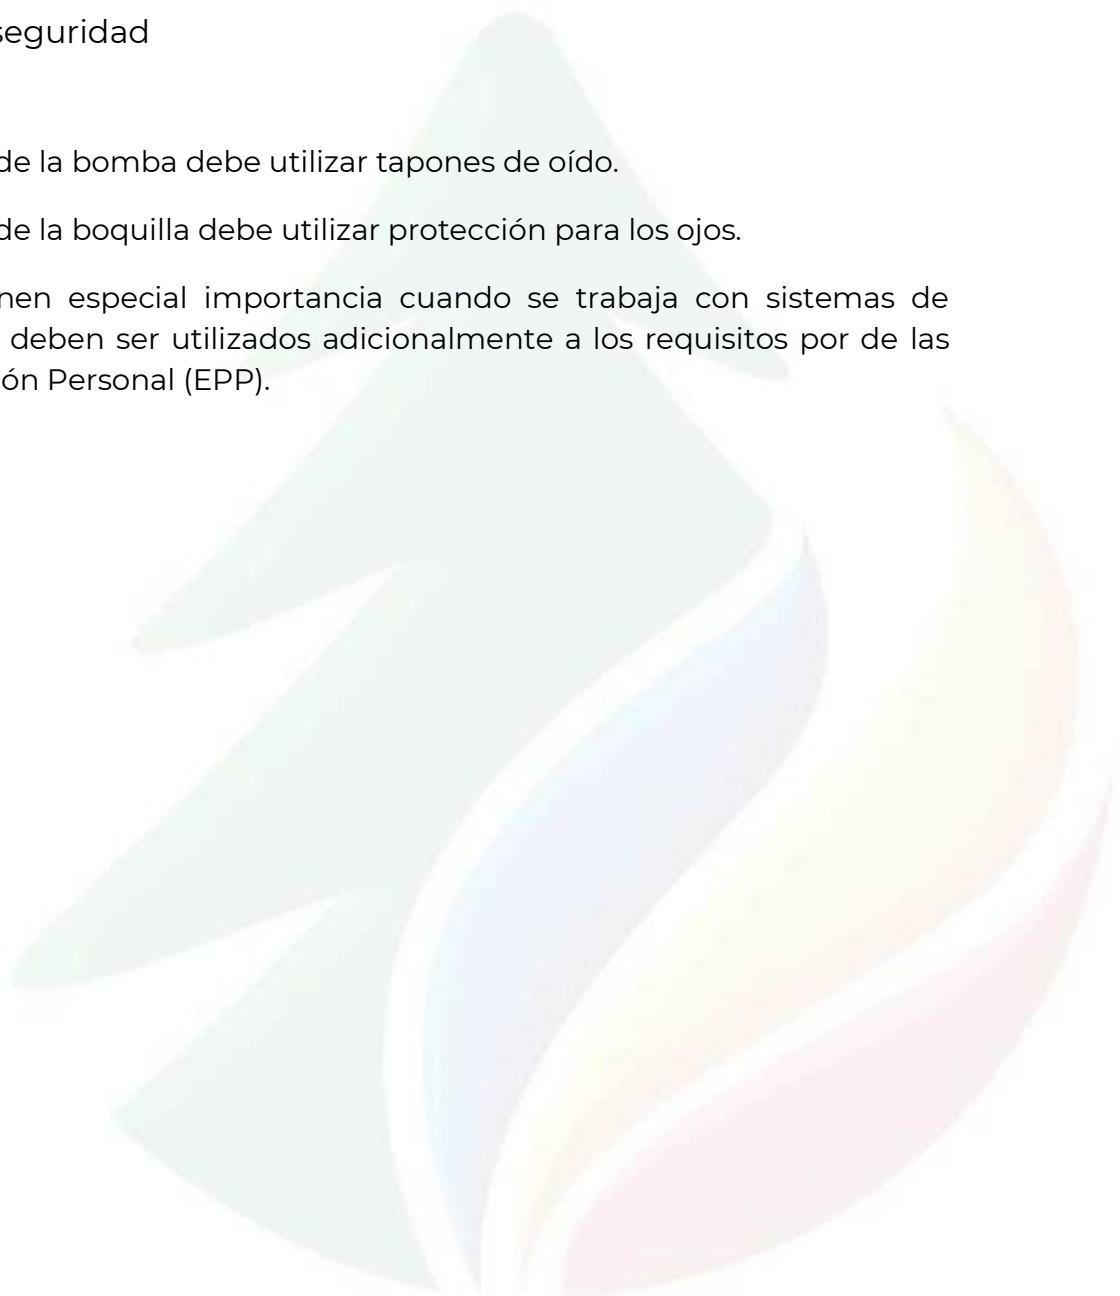 seguridad
de la bomba debe utilizar tapones de oído.
de la boquilla debe utilizar protección para los ojos.
nen especial importancia cuando se trabaja con sistemas de
deben ser utilizados adicionalmente a los requisitos por de las
ón Personal (EPP).